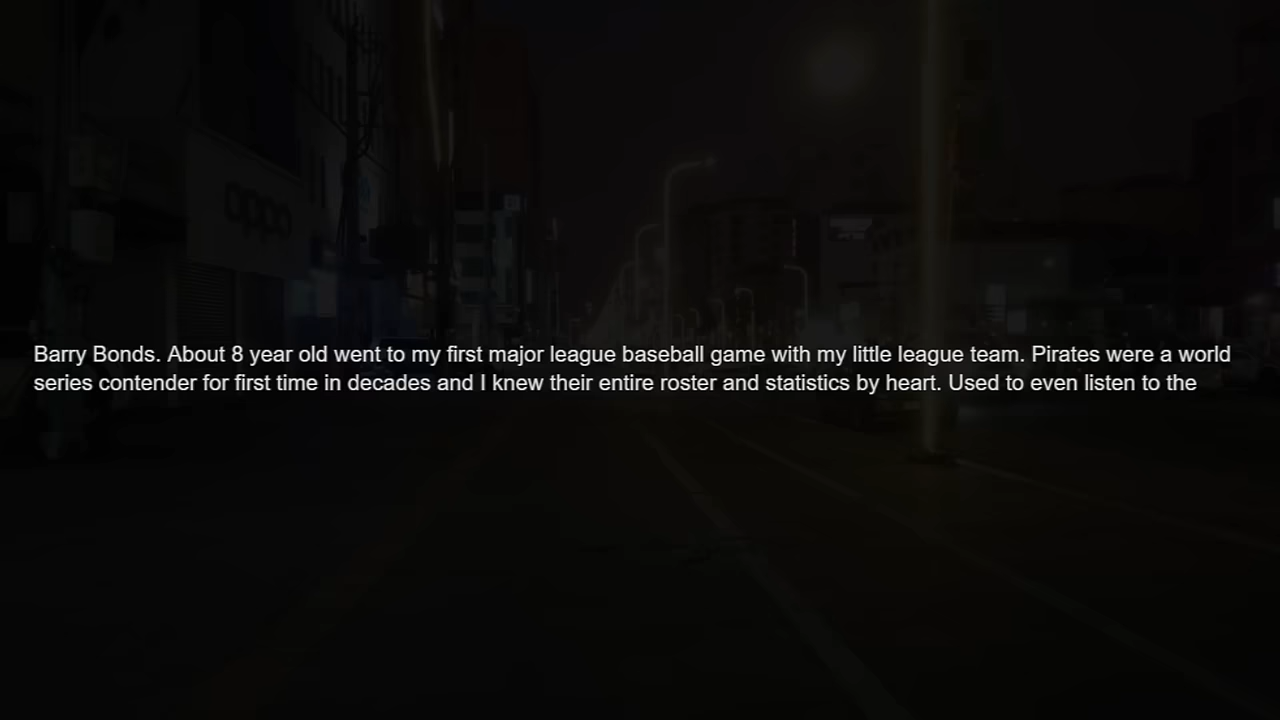 oppo
Barry Bonds. About 8 year old went to my first major league baseball game with my little league team. Pirates were a world
series contender for first time in decades and I knew their entire roster and statistics by heart. Used to even listen to the